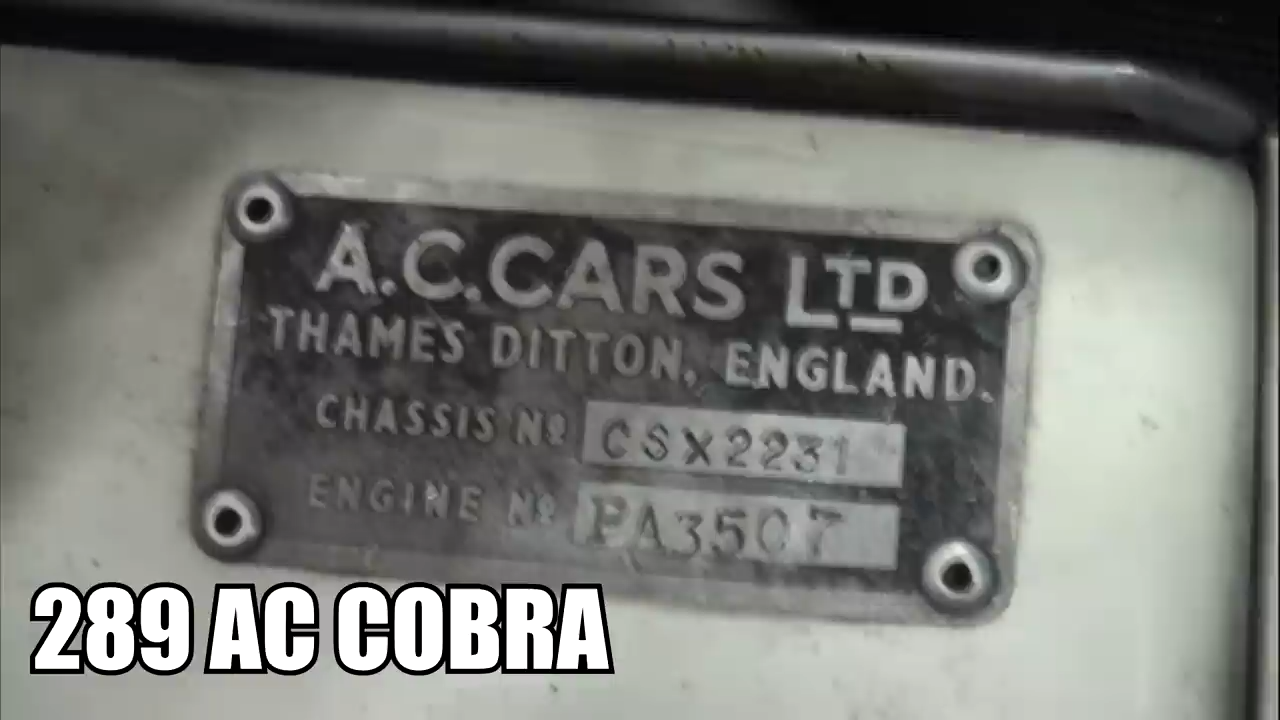 A.C.CARS LTD
THAMES DITTON, ENGLAND.
CHASSIS Nº CSX2231
ENGINE Nº PA3507
289 AC COBRA